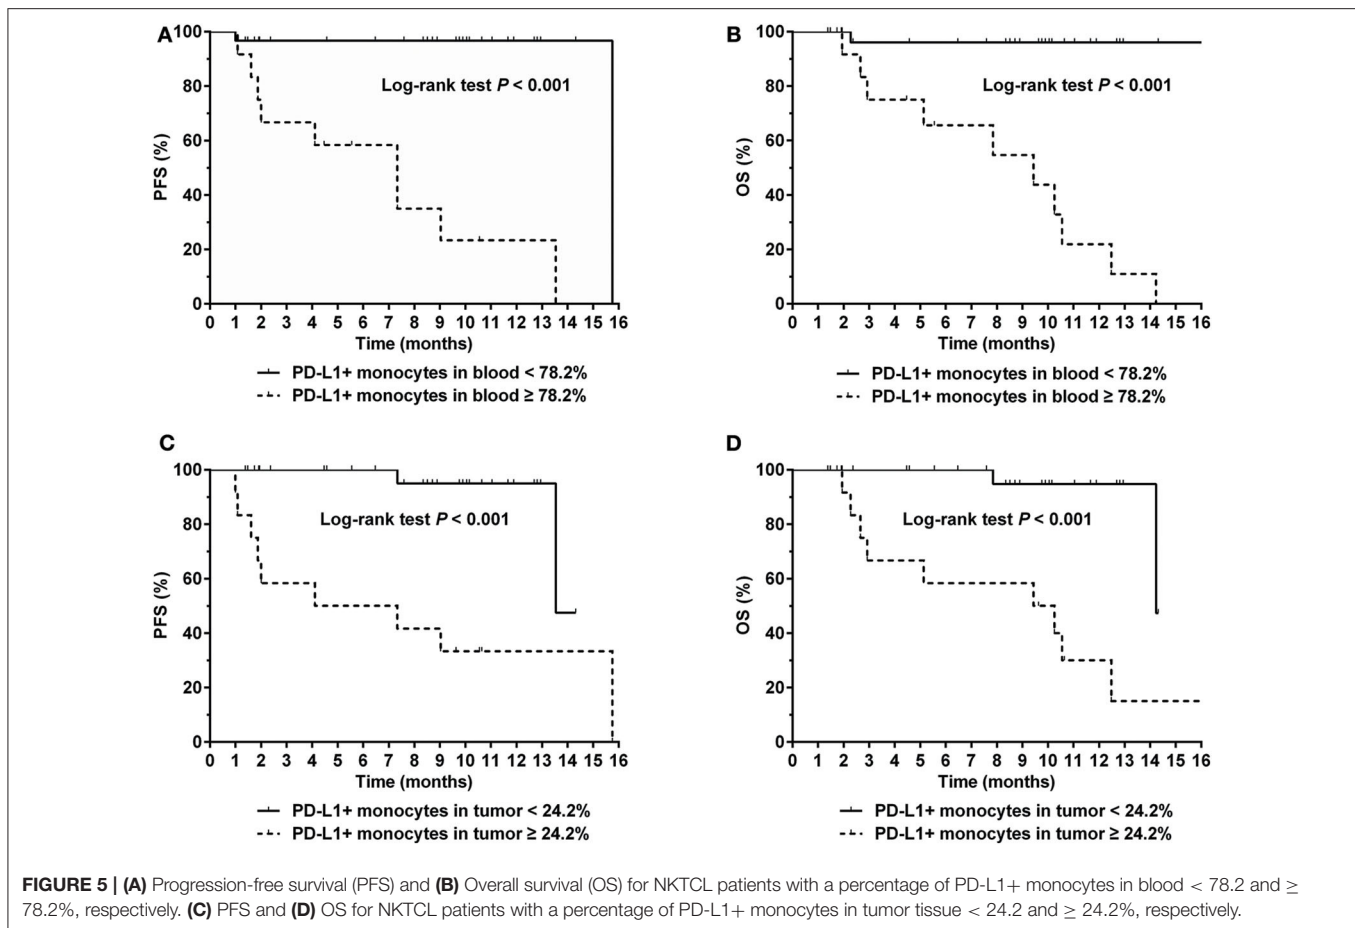 A
B
100
80
60
40
20
0
PFS (%)
Log-rank test P < 0.001
0 1 2 3 4 5 6 7 8 9 10 11 12 13 14 15 16
Time (months)
PD-L1+ monocytes in blood < 78.2%
PD-L1+ monocytes in blood ≥ 78.2%
100
80
60
40
20
0
OS (%)
Log-rank test P < 0.001
0 1 2 3 4 5 6 7 8 9 10 11 12 13 14 15 16
Time (months)
PD-L1+ monocytes in blood < 78.2%
PD-L1+ monocytes in blood ≥ 78.2%
C
D
100
80
60
40
20
0
PFS (%)
Log-rank test P < 0.001
0 1 2 3 4 5 6 7 8 9 10 11 12 13 14 15 16
Time (months)
PD-L1+ monocytes in tumor < 24.2%
PD-L1+ monocytes in tumor ≥ 24.2%
100
80
60
40
20
0
OS (%)
Log-rank test P < 0.001
0 1 2 3 4 5 6 7 8 9 10 11 12 13 14 15 16
Time (months)
PD-L1+ monocytes in tumor < 24.2%
PD-L1+ monocytes in tumor ≥ 24.2%
FIGURE 5 | (A) Progression-free survival (PFS) and (B) Overall survival (OS) for NKTCL patients with a percentage of PD-L1+ monocytes in blood < 78.2 and ≥
78.2%, respectively. (C) PFS and (D) OS for NKTCL patients with a percentage of PD-L1+ monocytes in tumor tissue < 24.2 and ≥ 24.2%, respectively.